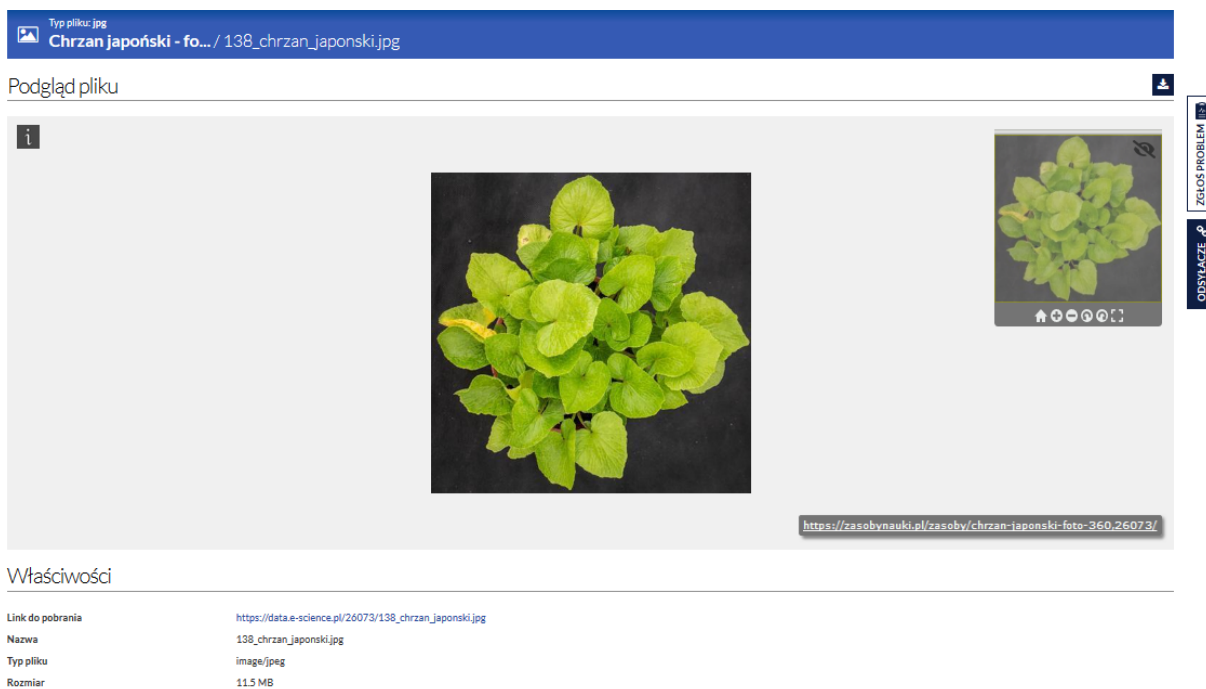 Typ pliku: jpg
Chrzan japoński - fo... / 138_chrzan_japonski.jpg
Podgląd pliku
i
ZGŁOŚ PROBLEM
ODSYŁACZE
https://zasobynauki.pl/zasoby/chrzan-japonski-foto-360,26073/
Właściwości
Link do pobrania https://data.e-science.pl/26073/138_chrzan_japonski.jpg
Nazwa 138_chrzan_japonski.jpg
Typ pliku image/jpeg
Rozmiar 11.5 MB